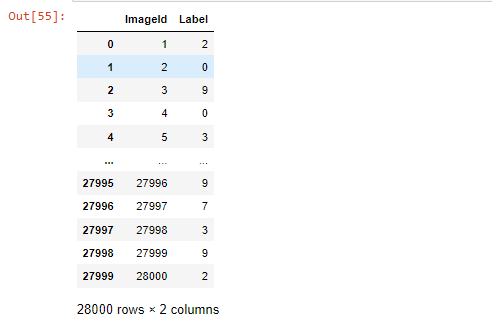 Out[55]:
ImageId Label
0 1 2
1 2 0
2 3 9
3 4 0
4 5 3
... ... ...
27995 27996 9
27996 27997 7
27997 27998 3
27998 27999 9
27999 28000 2
28000 rows × 2 columns